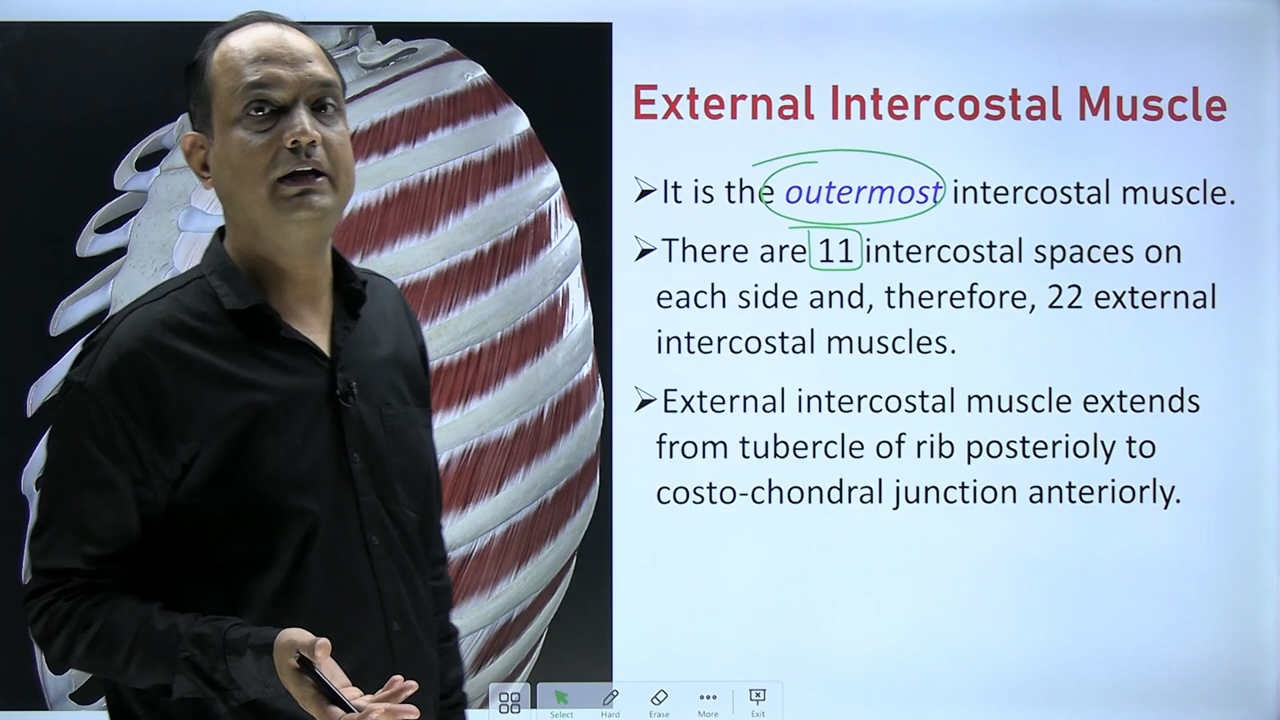 External Intercostal Muscle
➢It is the outermost intercostal muscle.
➢There are 11 intercostal spaces on
each side and, therefore, 22 external
intercostal muscles.
➢External intercostal muscle extends
from tubercle of rib posterioly to
costo-chondral junction anteriorly.
Select Hard Erase More Exit